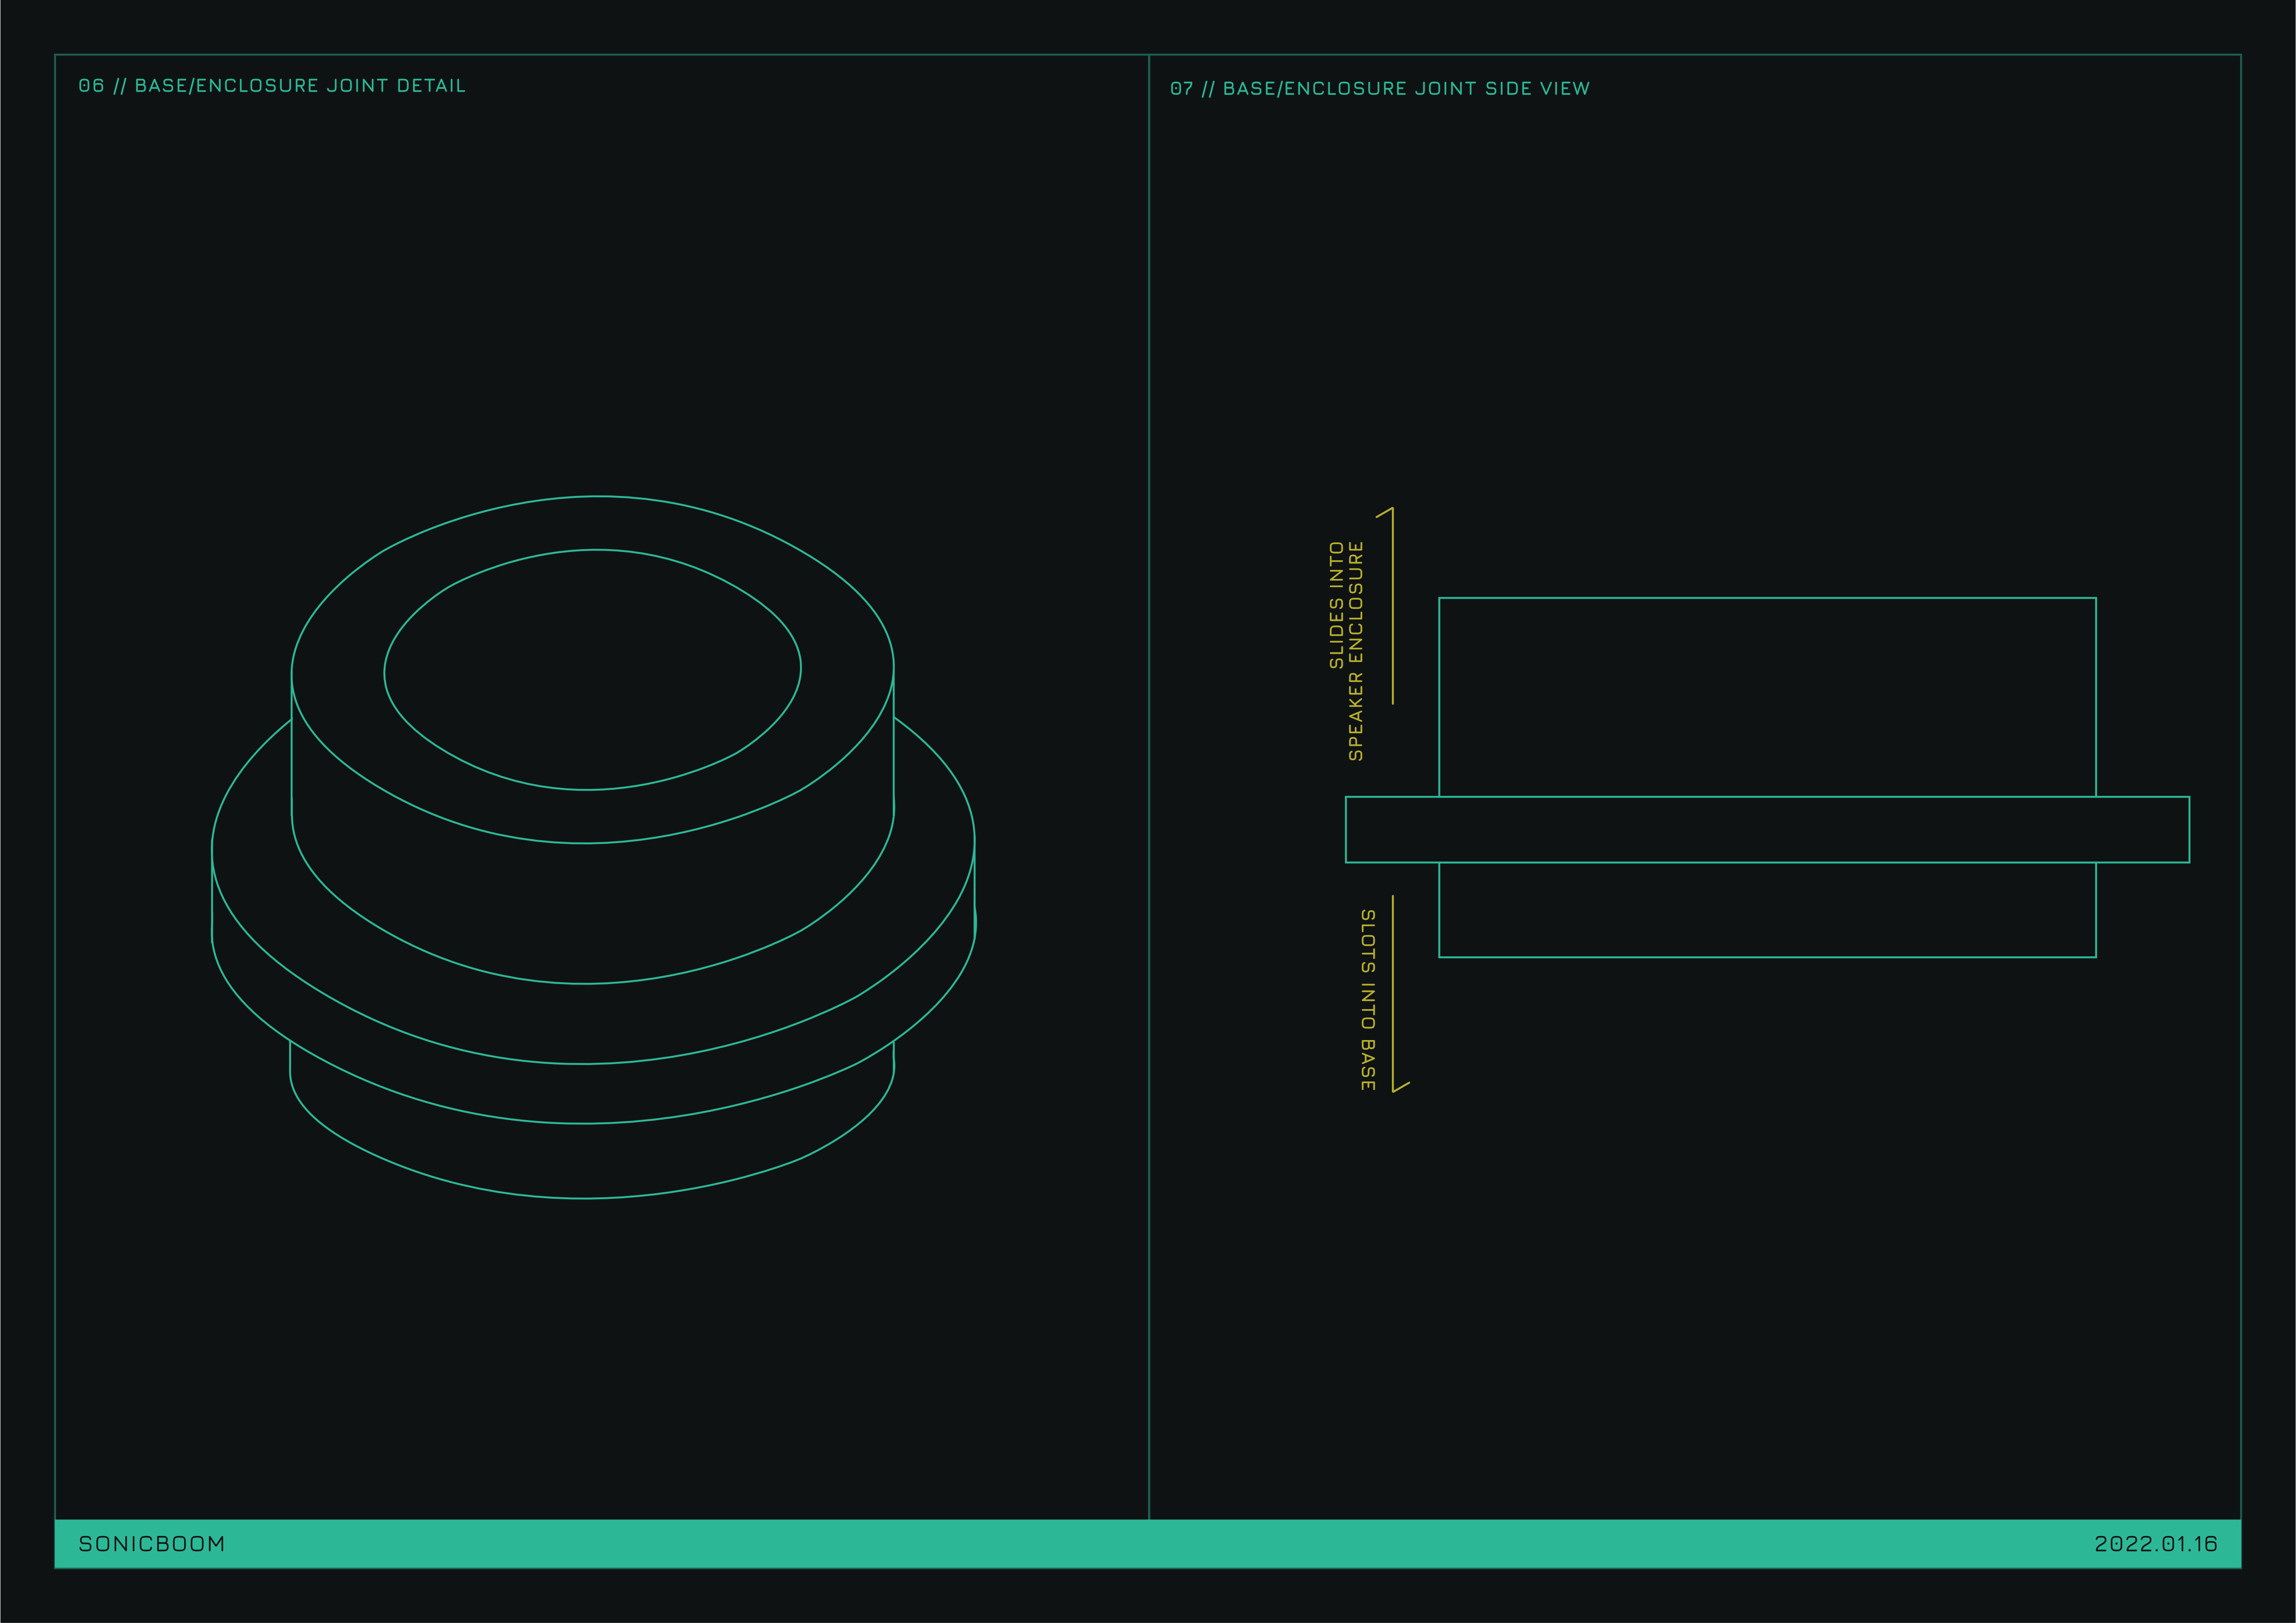 06 // BASE/ENCLOSURE JOINT DETAIL
07 // BASE/ENCLOSURE JOINT SIDE VIEW
SLIDES INTO
SPEAKER ENCLOSURE
SLOTS INTO BASE
SONICBOOM
2022.01.16